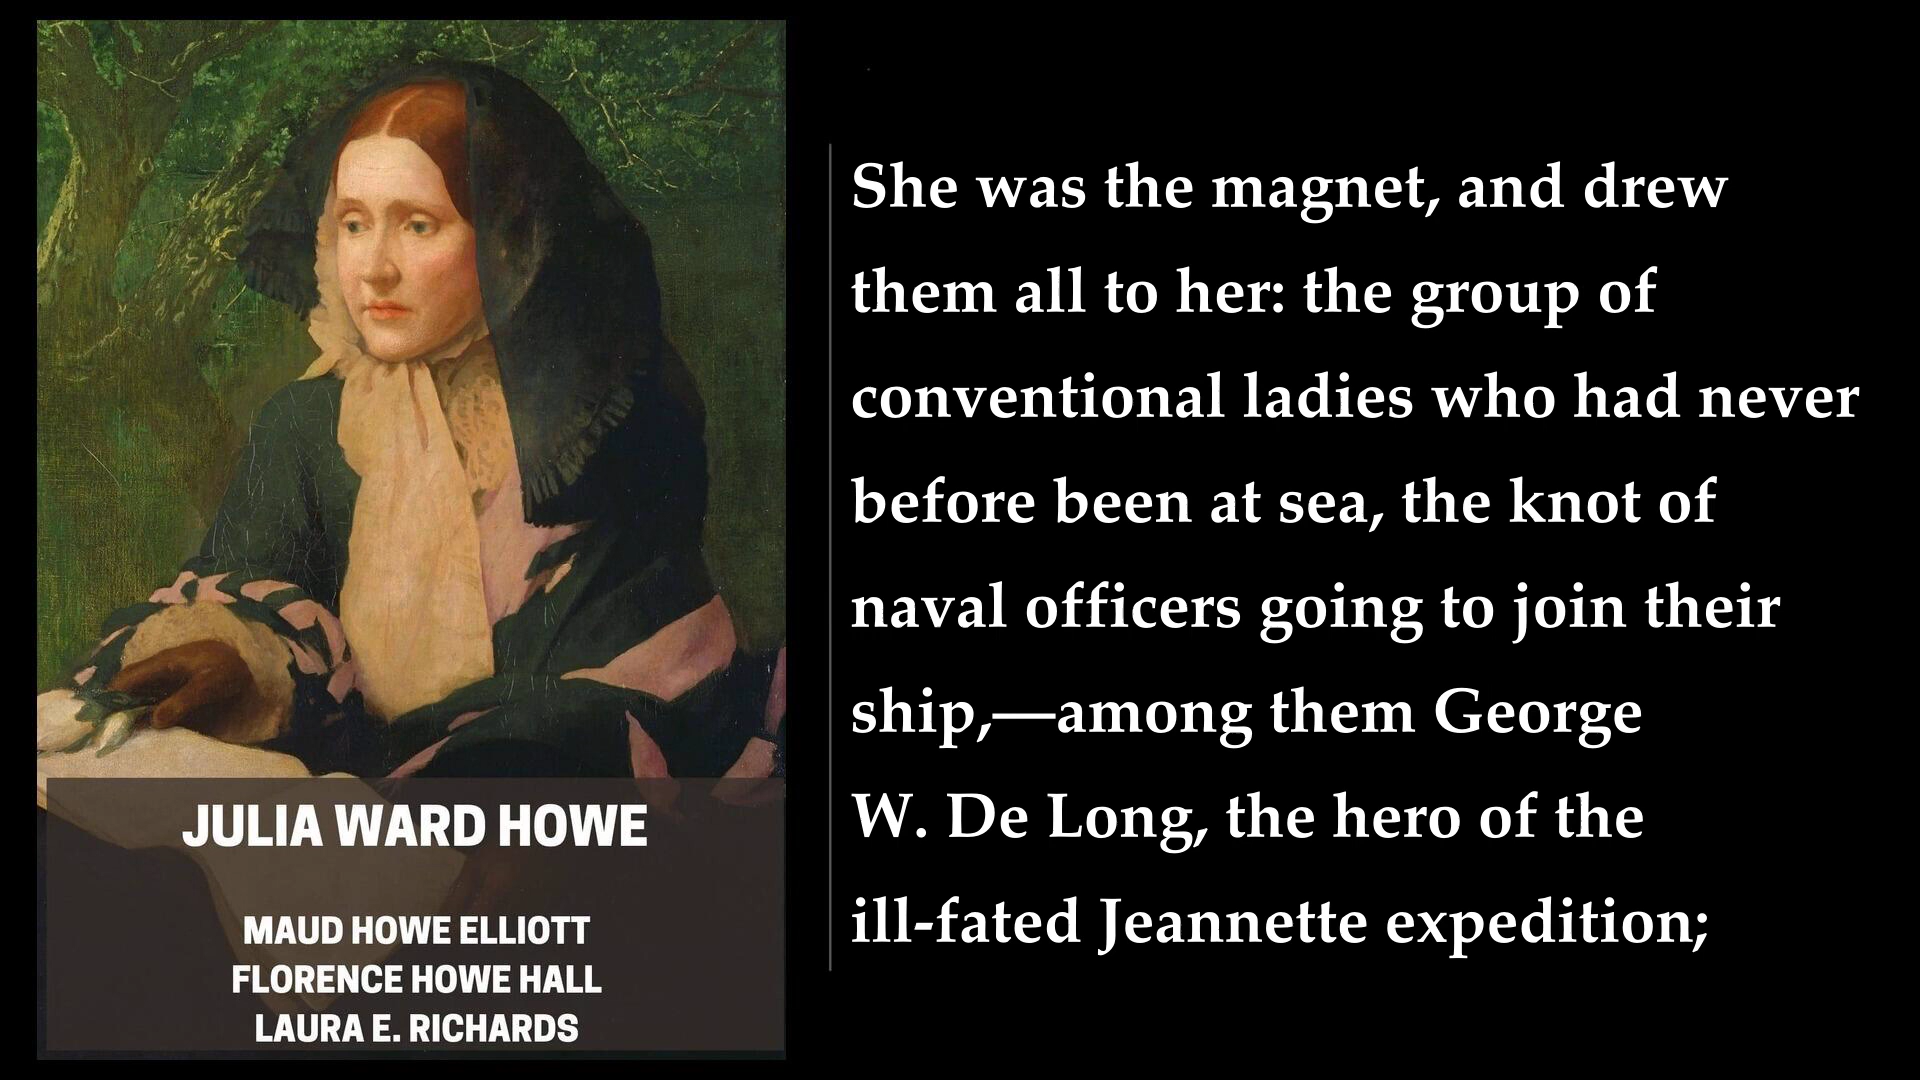 JULIA WARD HOWE
MAUD HOWE ELLIOTT
FLORENCE HOWE HALL
LAURA E. RICHARDS
She was the magnet, and drew
them all to her: the group of
conventional ladies who had never
before been at sea, the knot of
naval officers going to join their
ship,—among them George
W. De Long, the hero of the
ill-fated Jeannette expedition;